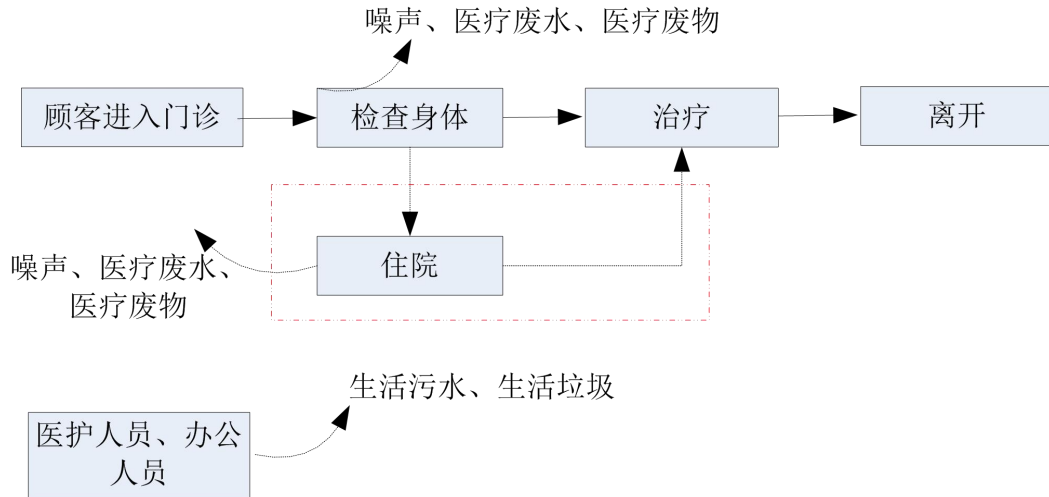 噪声、医疗废水、医疗废物
顾客进入门诊
检查身体
治疗
离开
住院
噪声、医疗废水、
医疗废物
生活污水、生活垃圾
医护人员、办公
人员